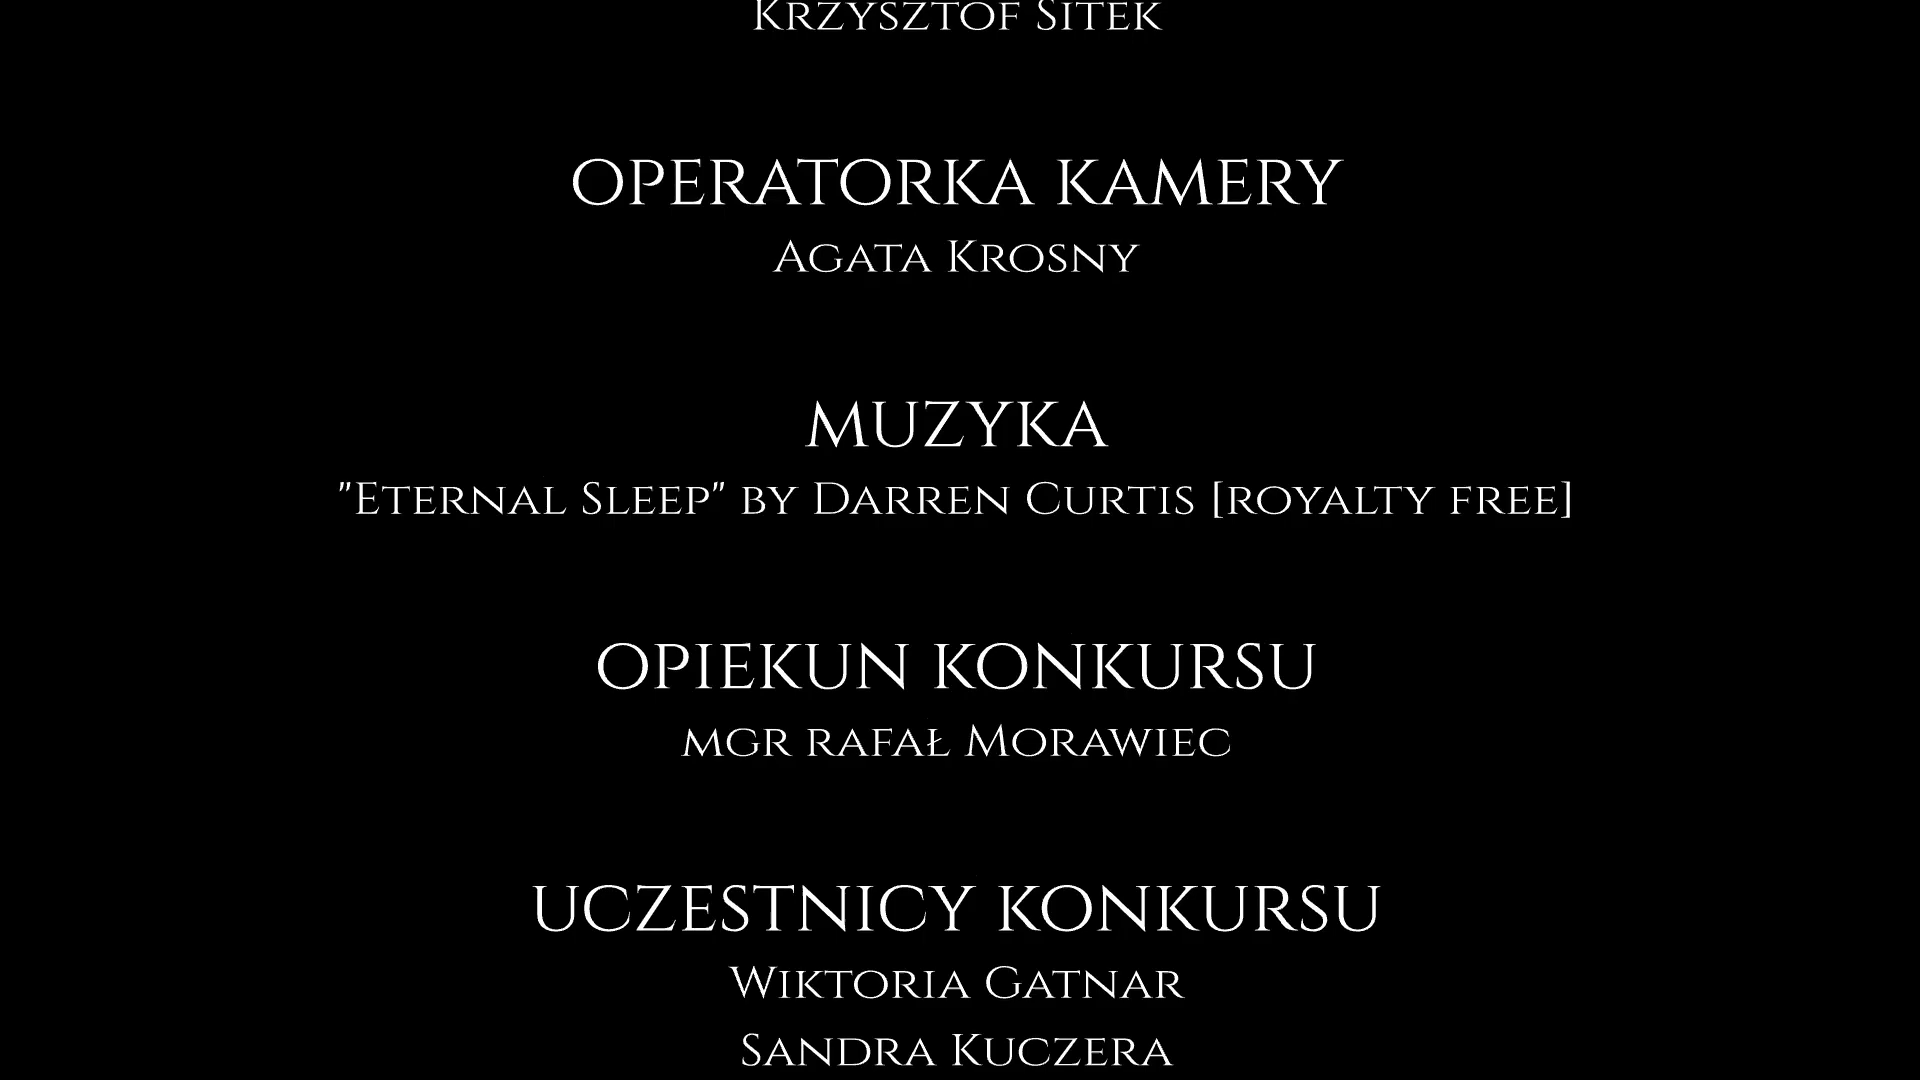 Krzysztof Sitek
OPERATORKA KAMERY
Agata Krosny
MUZYKA
"Eternal Sleep" by Darren Curtis [royalty free]
OPIEKUN KONKURSU
mgr rafał Morawiec
UCZESTNICY KONKURSU
Wiktoria Gatnar
Sandra Kuczera